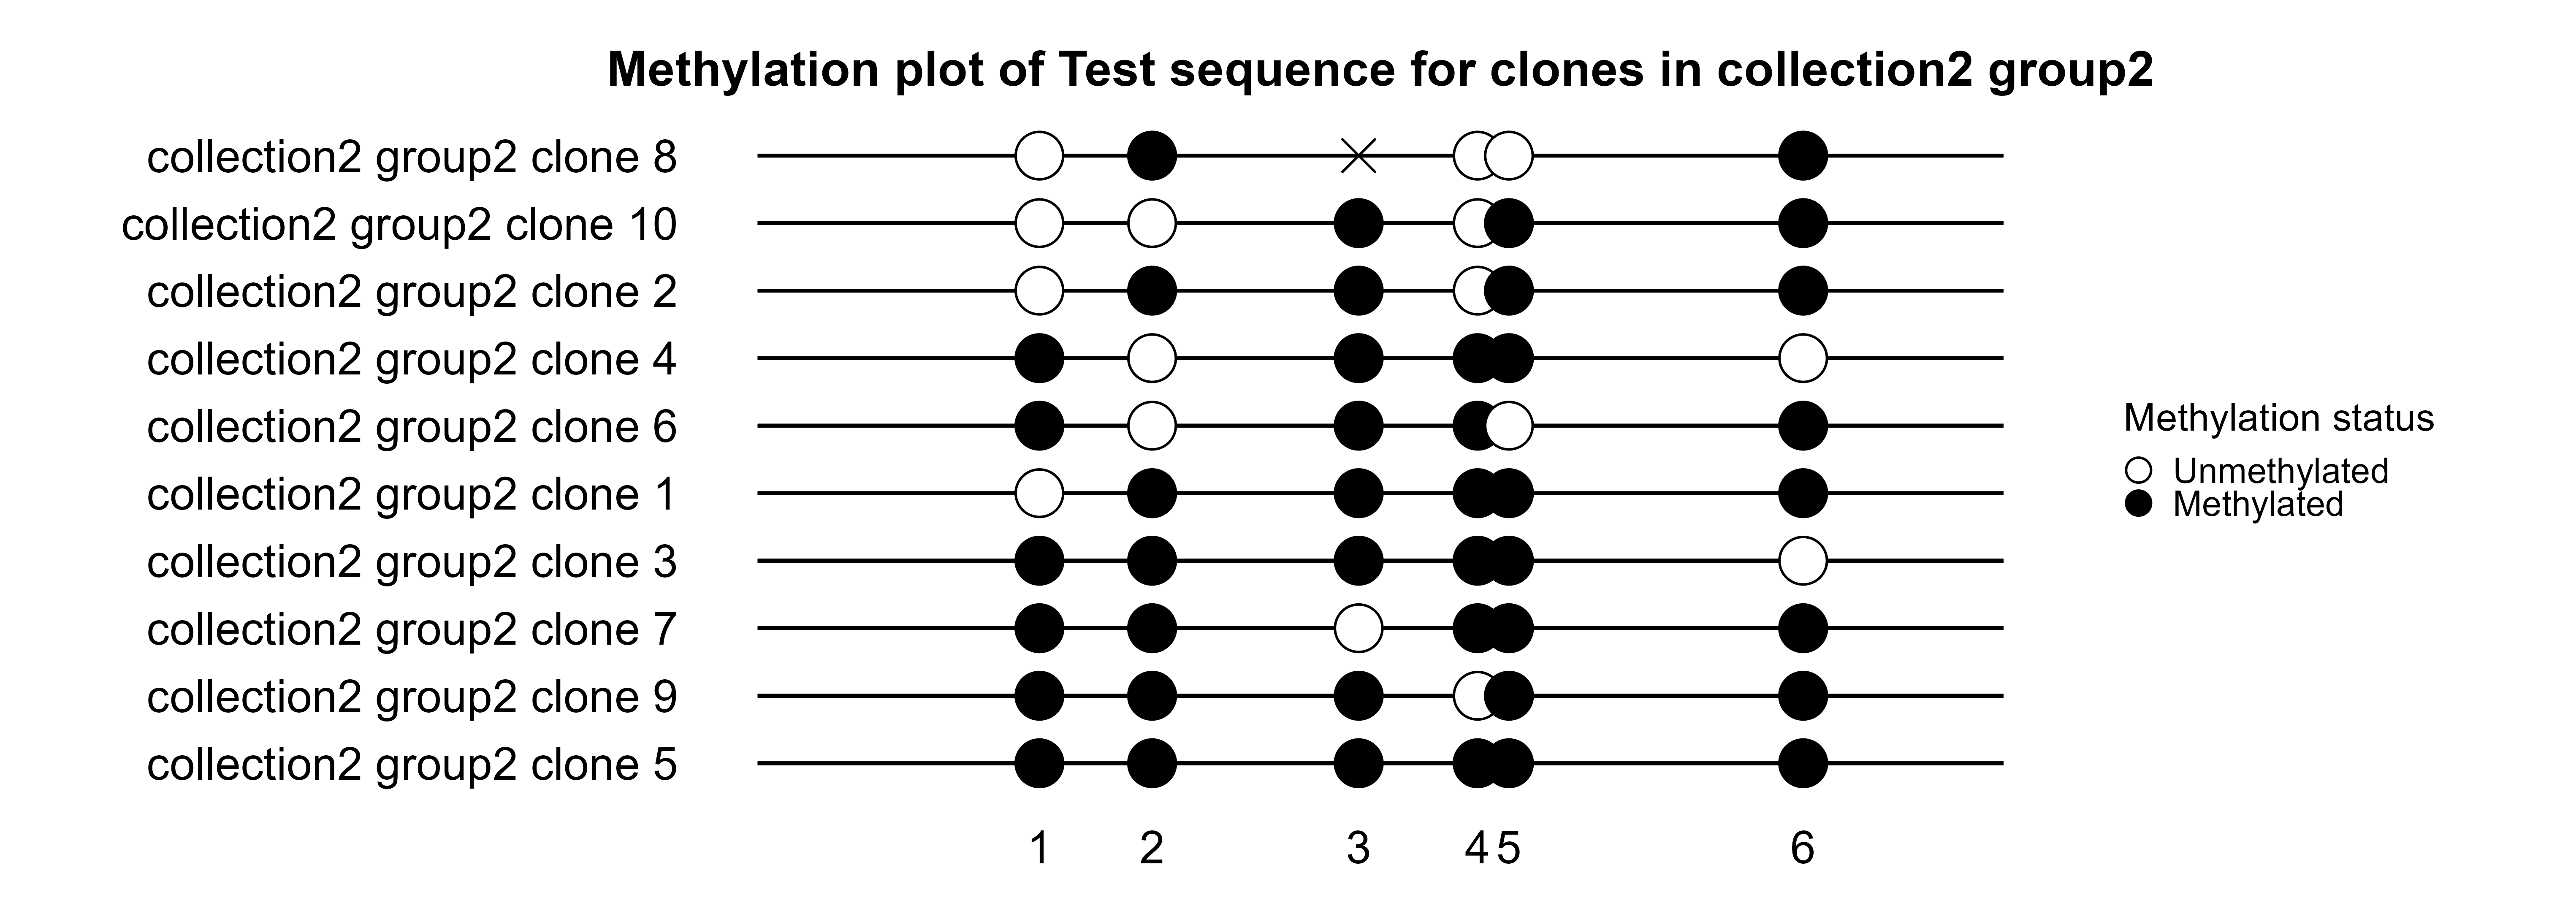 Methylation plot of Test sequence for clones in collection2 group2
collection2 group2 clone 8
collection2 group2 clone 10
collection2 group2 clone 2
collection2 group2 clone 4
collection2 group2 clone 6
collection2 group2 clone 1
collection2 group2 clone 3
collection2 group2 clone 7
collection2 group2 clone 9
collection2 group2 clone 5
1 2 3 4 5 6
Methylation status
Unmethylated
Methylated